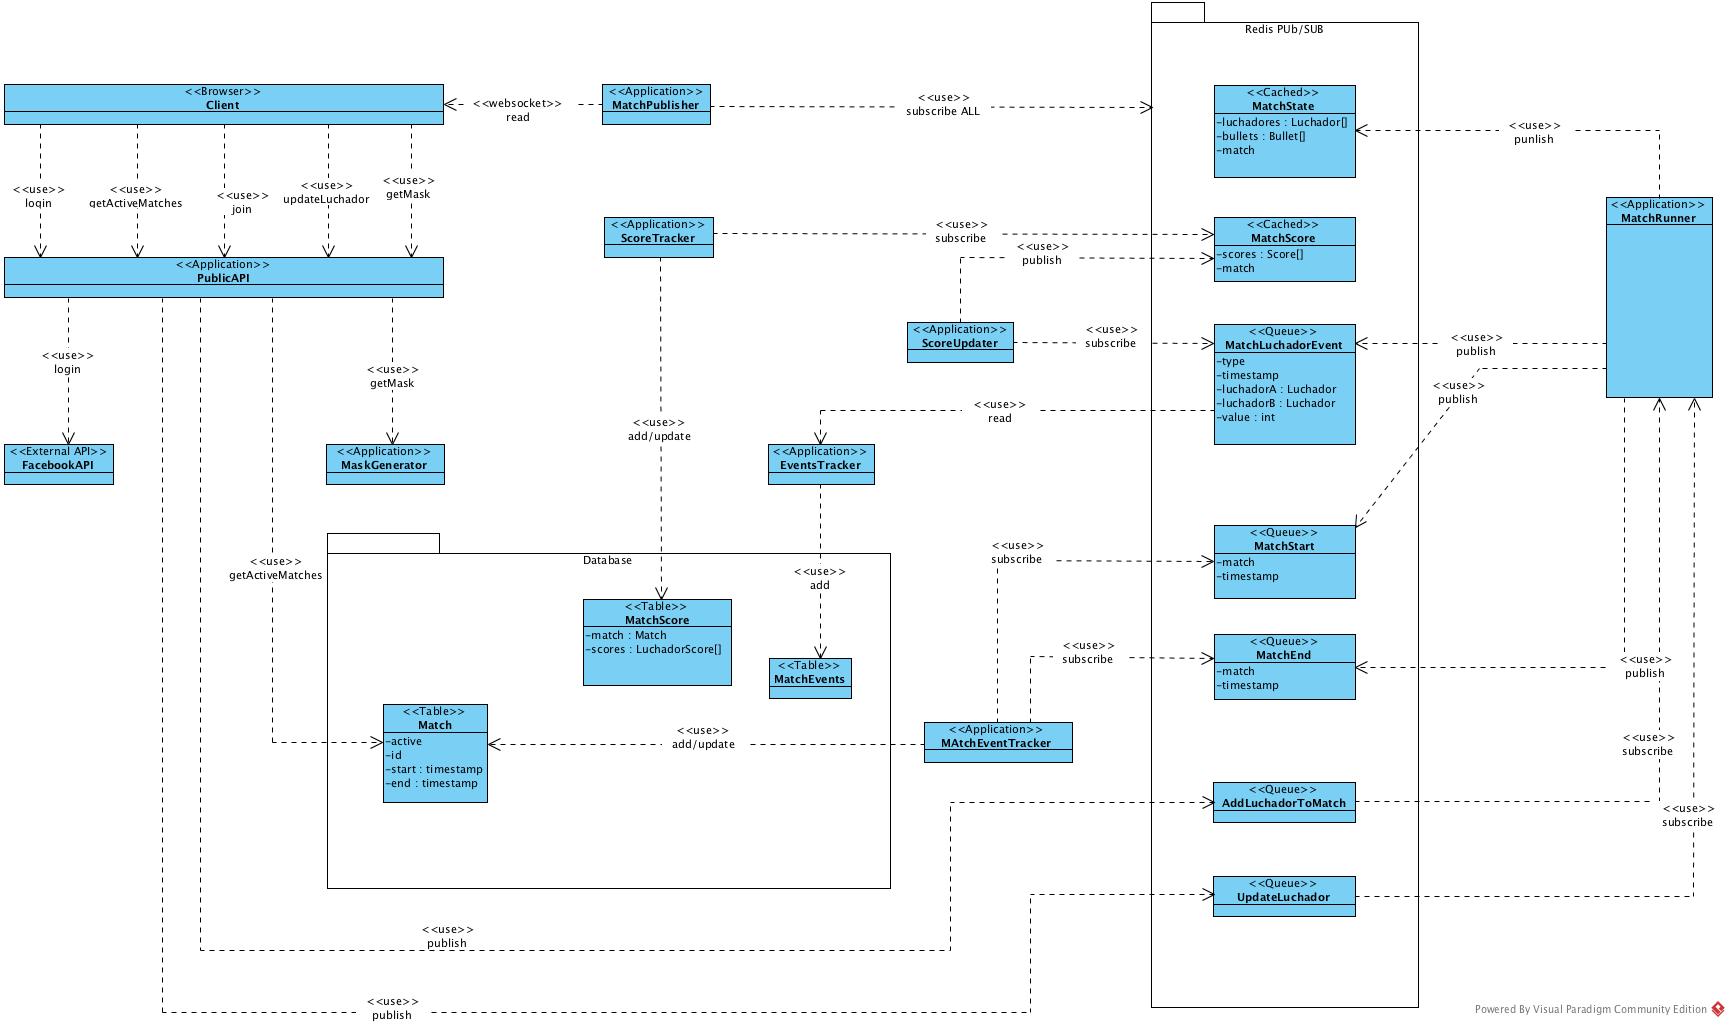 Redis PUb/SUB
<<Browser>>
Client
<<websocket>>
read
<<Application>>
MatchPublisher
<<use>>
subscribe ALL
<<Cached>>
MatchState
-luchadores : Luchador[]
-bullets : Bullet[]
-match
<<use>>
punlish
<<Application>>
MatchRunner
<<use>>
login
<<use>>
getActiveMatches
<<use>>
join
<<use>>
updateLuchador
<<use>>
getMask
<<Application>>
ScoreTracker
<<use>>
subscribe
<<Cached>>
MatchScore
-scores : Score[]
-match
<<use>>
publish
<<Application>>
PublicAPI
<<Application>>
ScoreUpdater
<<use>>
subscribe
<<Queue>>
MatchLuchadorEvent
-type
-timestamp
-luchadorA : Luchador
-luchadorB : Luchador
-value : int
<<use>>
publish
<<use>>
publish
<<use>>
login
<<use>>
getMask
<<use>>
add/update
<<use>>
read
<<External API>>
FacebookAPI
<<Application>>
MaskGenerator
<<Application>>
EventsTracker
<<use>>
getActiveMatches
Database
<<use>>
add
<<use>>
subscribe
<<Queue>>
MatchStart
-match
-timestamp
<<Table>>
MatchScore
-match : Match
-scores : LuchadorScore[]
<<Table>>
MatchEvents
<<use>>
subscribe
<<Queue>>
MatchEnd
-match
-timestamp
<<use>>
publish
<<Table>>
Match
-active
-id
-start : timestamp
-end : timestamp
<<use>>
add/update
<<Application>>
MAtchEventTracker
<<use>>
subscribe
<<Queue>>
AddLuchadorToMatch
<<use>>
subscribe
<<Queue>>
UpdateLuchador
<<use>>
publish
<<use>>
publish
Powered By Visual Paradigm Community Edition